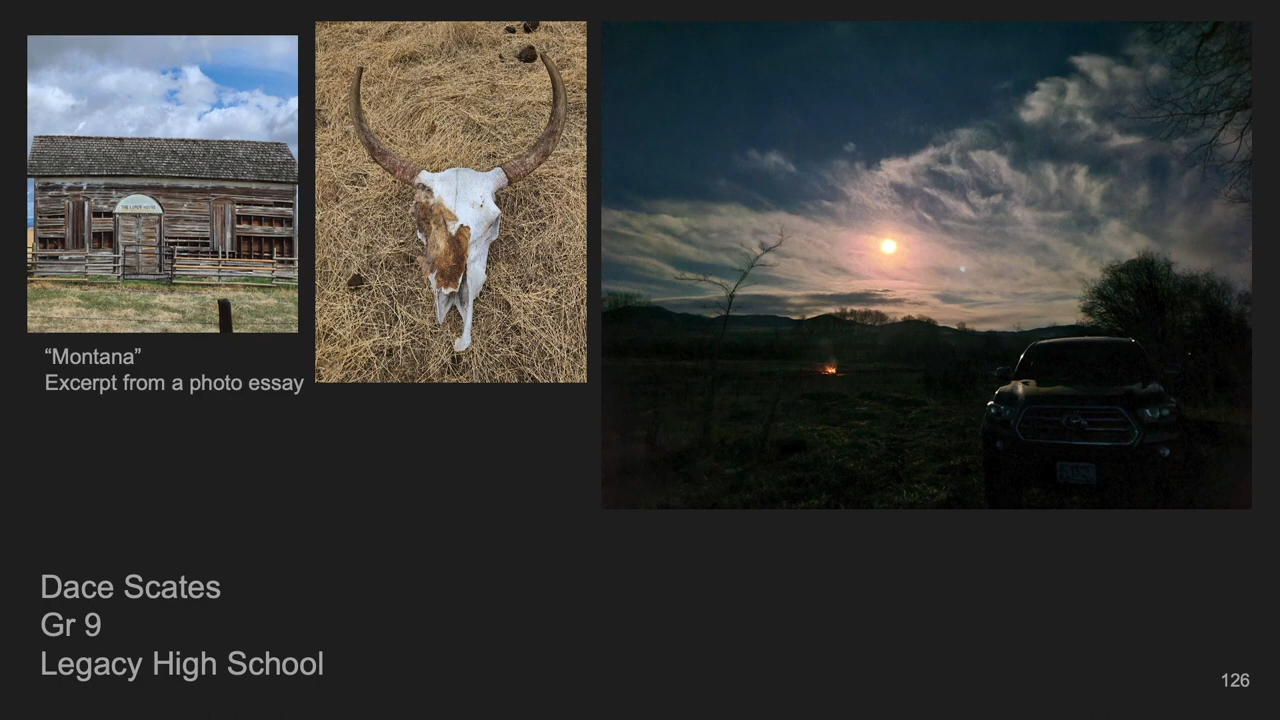 “Montana”
Excerpt from a photo essay
Dace Scates
Gr 9
Legacy High School
126